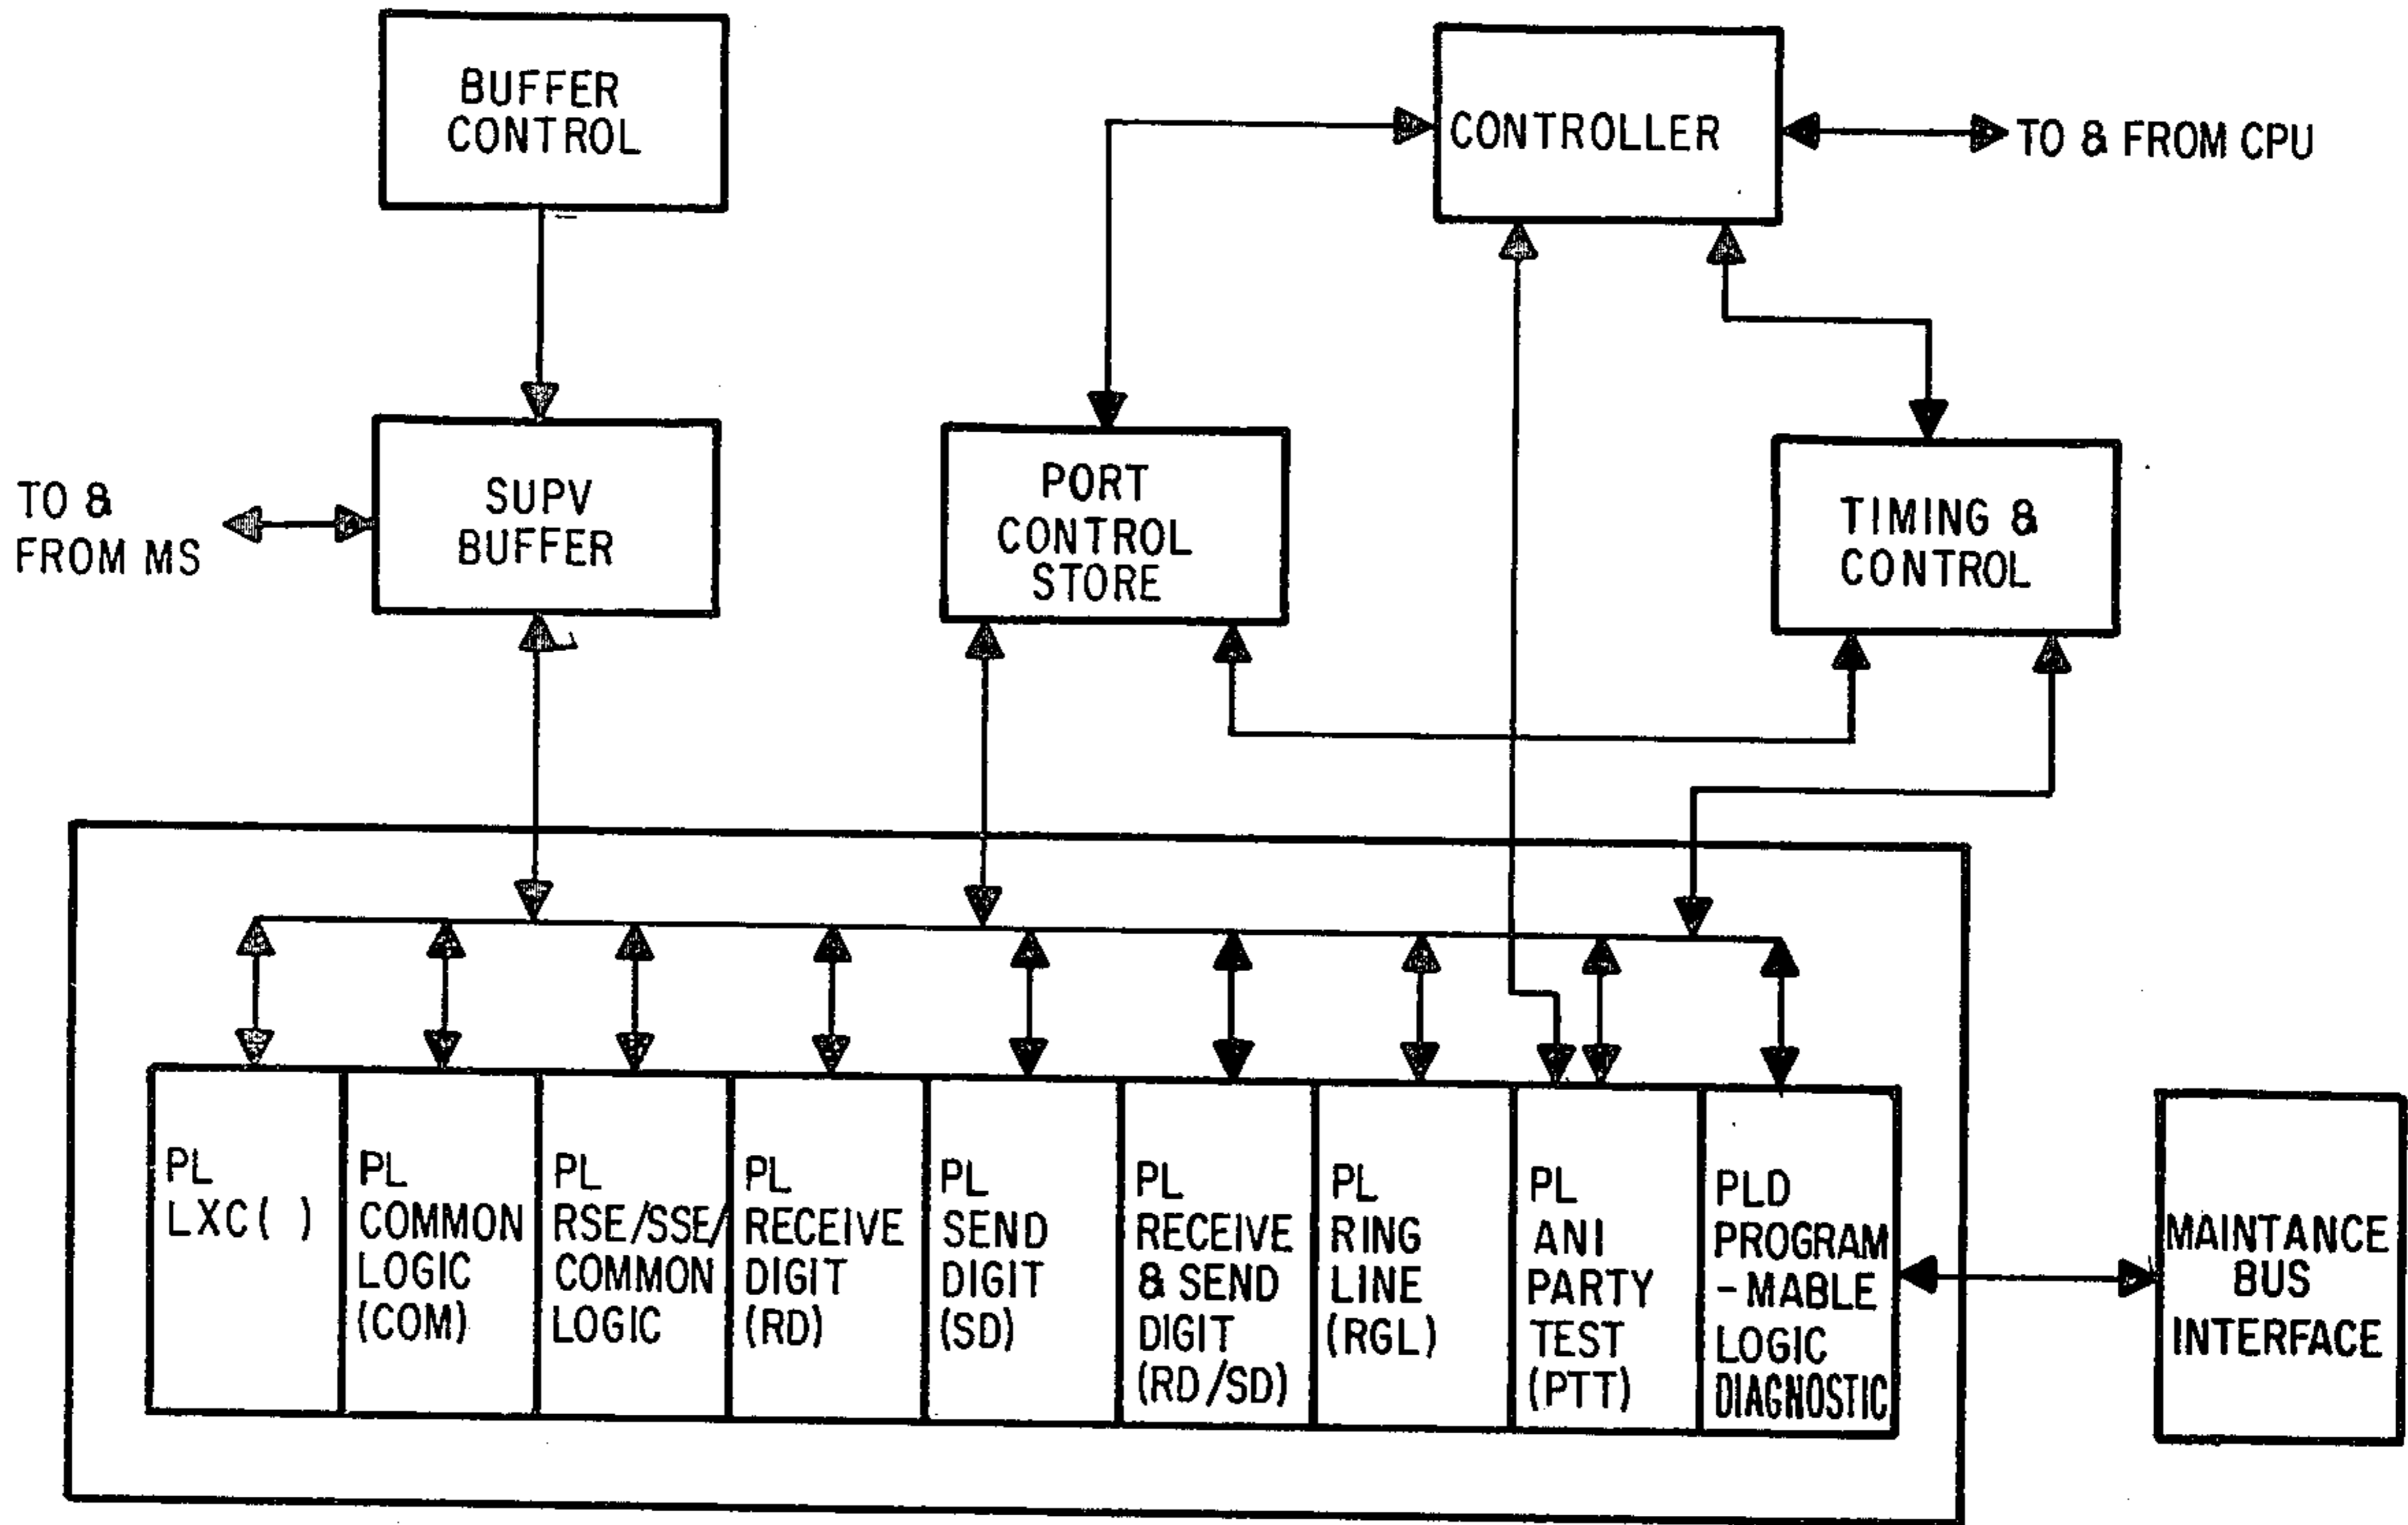 BUFFER
CONTROL
CONTROLLER
TO & FROM CPU
TO &
FROM MS
SUPV
BUFFER
PORT
CONTROL
STORE
TIMING &
CONTROL
PL
LXC( )
PL
COMMON
LOGIC
(COM)
PL
RSE/SSE/
COMMON
LOGIC
PL
RECEIVE
DIGIT
(RD)
PL
SEND
DIGIT
(SD)
PL
RECEIVE
& SEND
DIGIT
(RD/SD)
PL
RING
LINE
(RGL)
PL
ANI
PARTY
TEST
(PTT)
PLD
PROGRAM
-MABLE
LOGIC
DIAGNOSTIC
MAINTANCE
BUS
INTERFACE